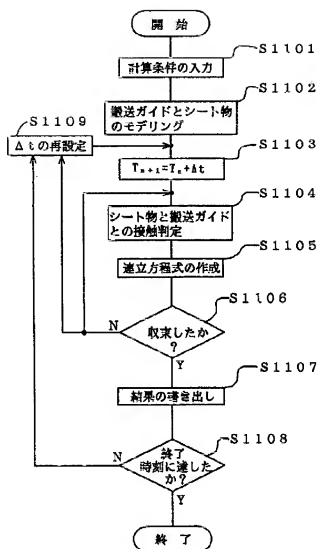 開 始
S1101
計算条件の入力
S1102
搬送ガイドとシート物
のモデリング
S1109
Δtの再設定
S1103
Tn+1=Tn+Δt
S1104
シート物と搬送ガイド
との接触判定
S1105
連立方程式の作成
S1106
N
収束したか
?
Y
S1107
結果の書き出し
S1108
N
終了
時刻に達した
か?
Y
終 了